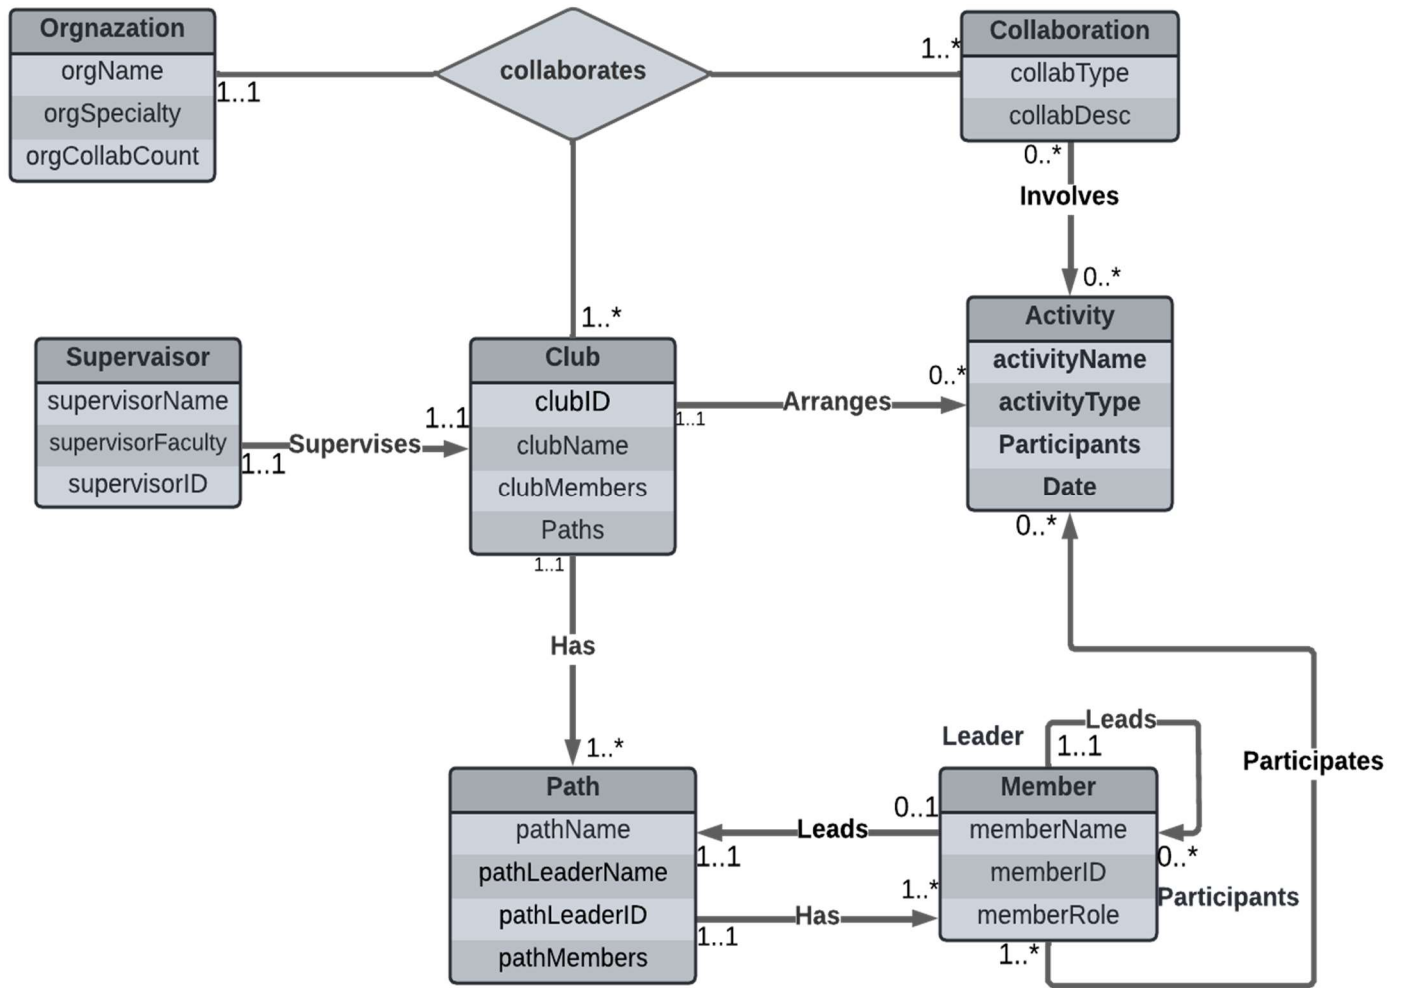 Orgnazation
orgName
orgSpecialty
orgCollabCount
1..1
collaborates
1..*
Collaboration
collabType
collabDesc
0..*
Involves
0..*
1..*
Supervaisor
supervisorName
supervisorFaculty
supervisorID
1..1
Supervises
1..1
Club
clubID
clubName
clubMembers
Paths
1..1
Arranges
0..*
Activity
activityName
activityType
Participants
Date
0..*
1..1
Has
1..*
Path
pathName
pathLeaderName
pathLeaderID
pathMembers
1..1
Leads
0..1
1..1
Has
1..*
Leader
Leads
1..1
Member
memberName
memberID
memberRole
0..*
Participants
1..*
Participates